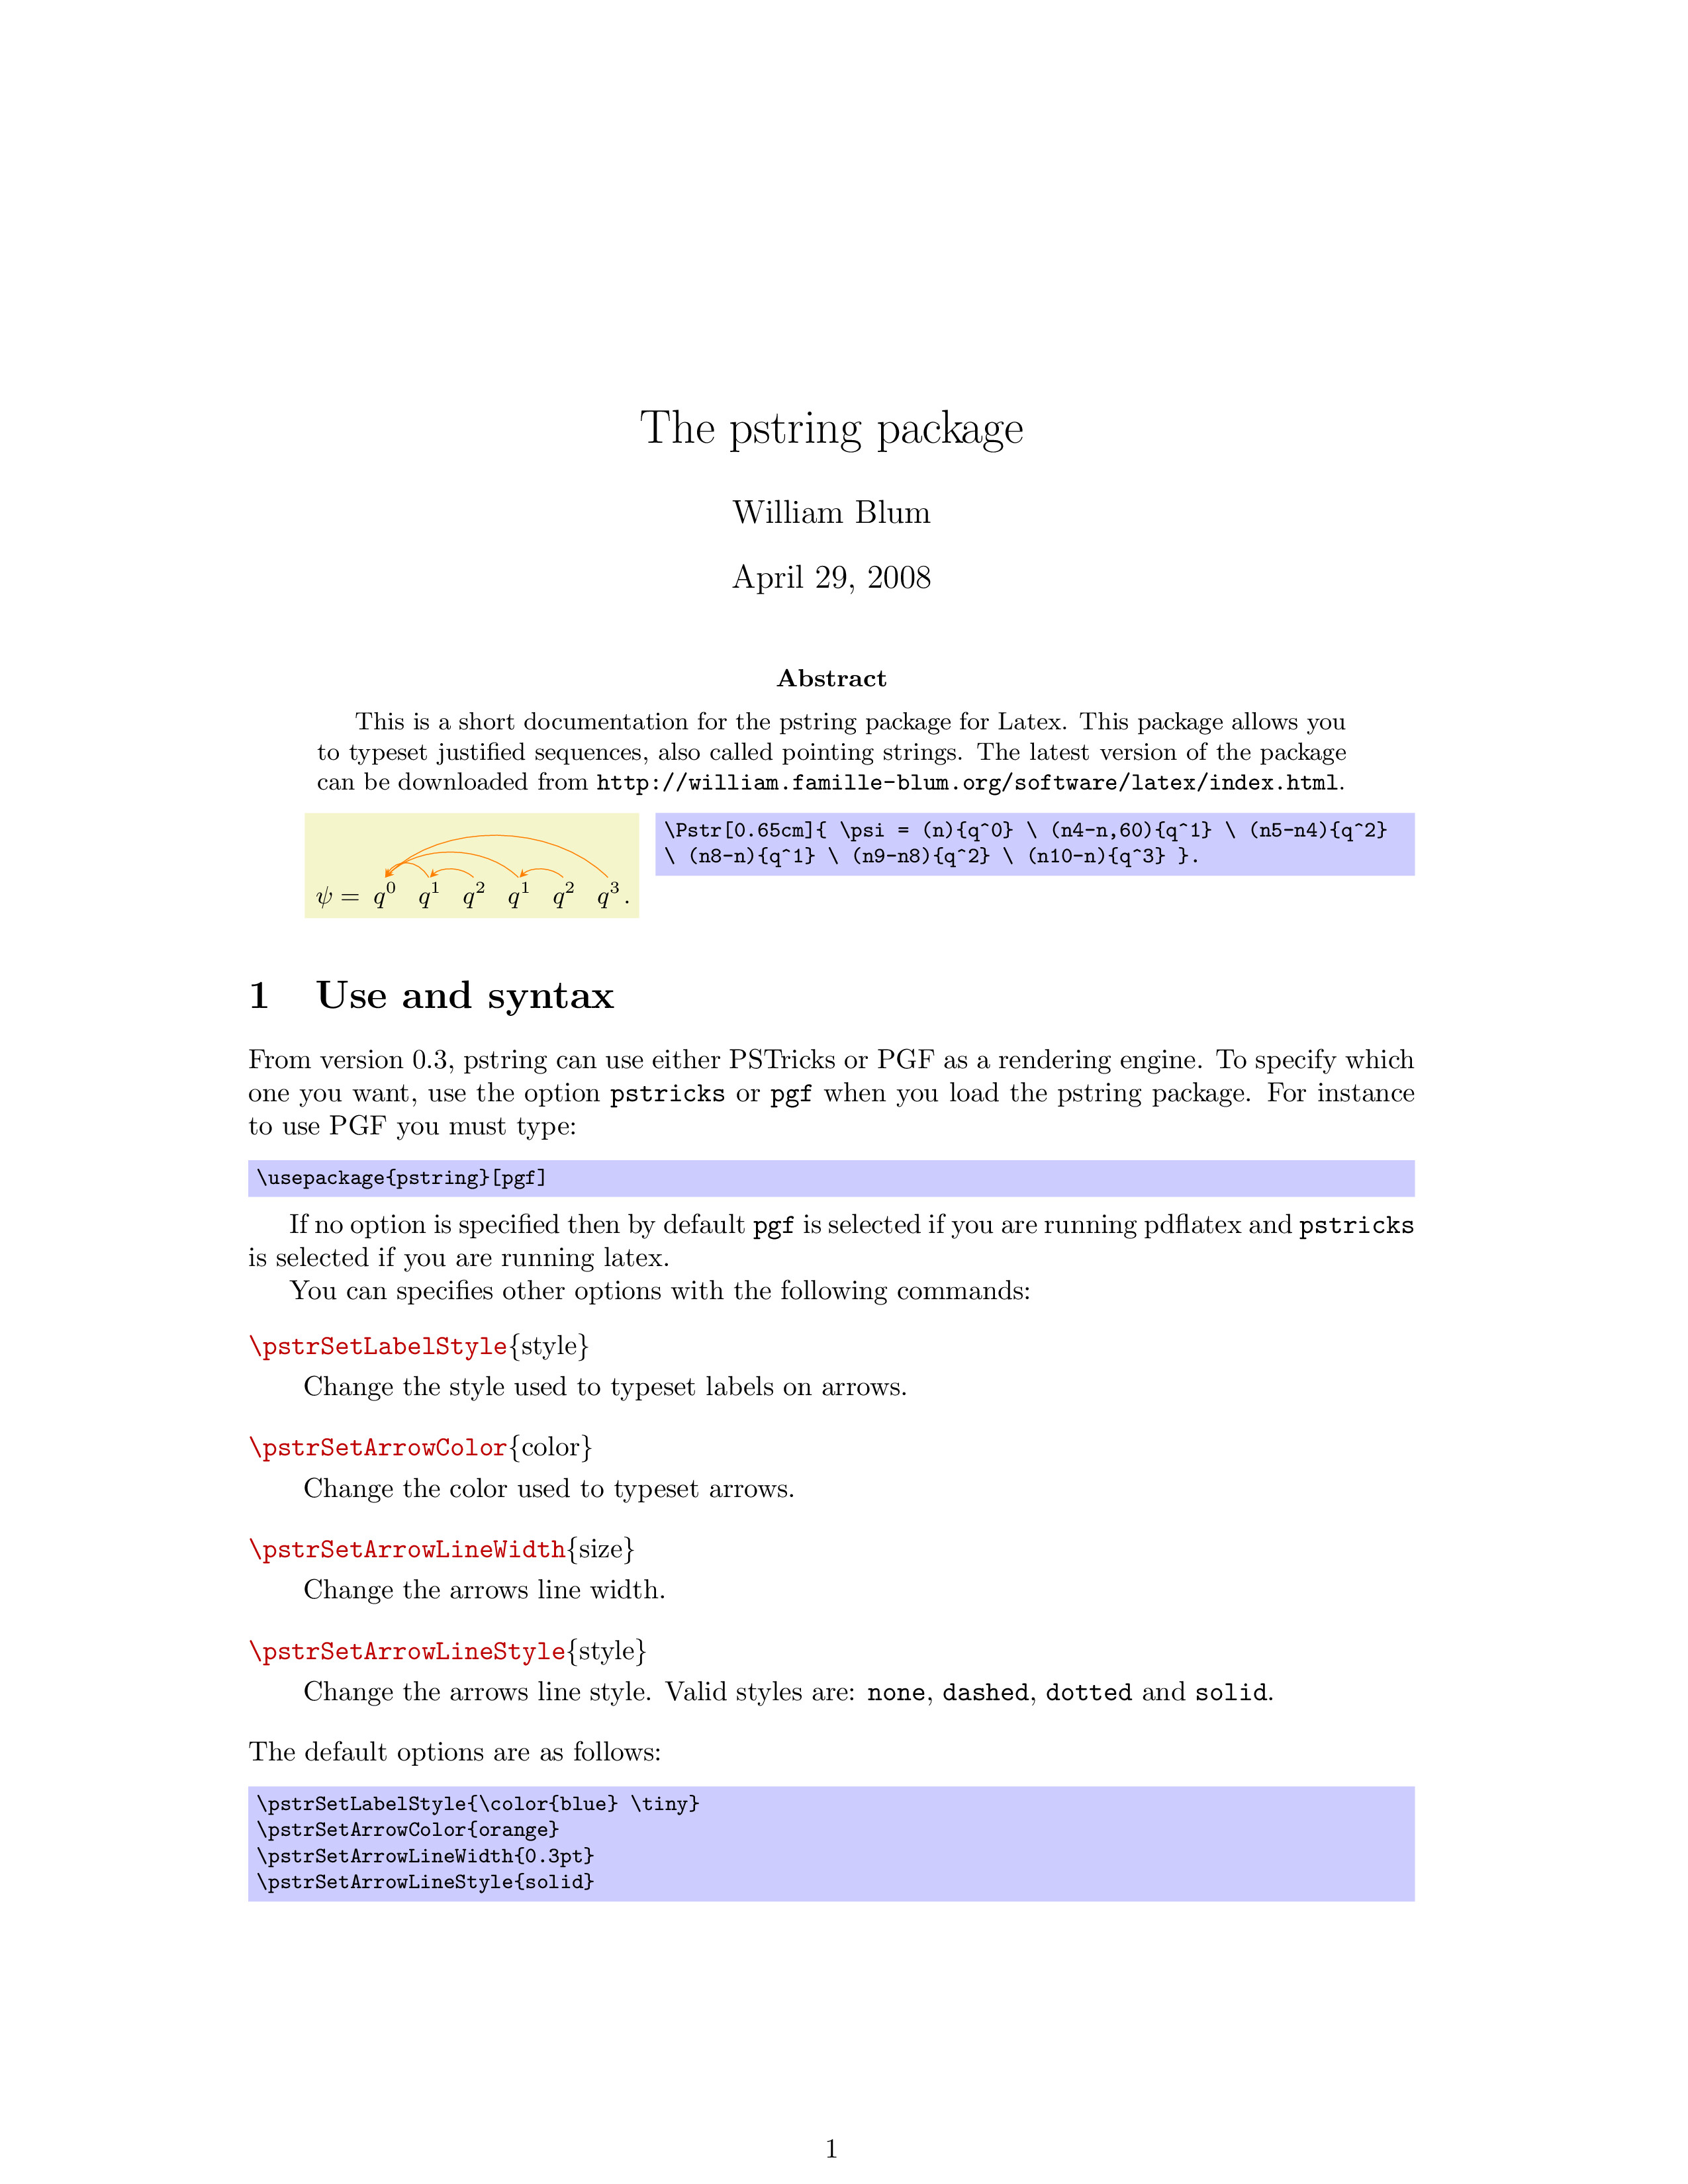 The pstring package
William Blum
April 29, 2008
Abstract
This is a short documentation for the pstring package for Latex. This package allows you
to typeset justified sequences, also called pointing strings. The latest version of the package
can be downloaded from http://william.famille-blum.org/software/latex/index.html.
ψ = q^0 q^1 q^2 q^1 q^2 q^3.
\Pstr[0.65cm]{ \psi = (n){q^0} \ (n4-n,60){q^1} \ (n5-n4){q^2}
\ (n8-n){q^1} \ (n9-n8){q^2} \ (n10-n){q^3} }.
1 Use and syntax
From version 0.3, pstring can use either PSTricks or PGF as a rendering engine. To specify which
one you want, use the option pstricks or pgf when you load the pstring package. For instance
to use PGF you must type:
\usepackage{pstring}[pgf]
If no option is specified then by default pgf is selected if you are running pdflatex and pstricks
is selected if you are running latex.
You can specifies other options with the following commands:
\pstrSetLabelStyle{style}
Change the style used to typeset labels on arrows.
\pstrSetArrowColor{color}
Change the color used to typeset arrows.
\pstrSetArrowLineWidth{size}
Change the arrows line width.
\pstrSetArrowLineStyle{style}
Change the arrows line style. Valid styles are: none, dashed, dotted and solid.
The default options are as follows:
\pstrSetLabelStyle{\color{blue} \tiny}
\pstrSetArrowColor{orange}
\pstrSetArrowLineWidth{0.3pt}
\pstrSetArrowLineStyle{solid}
1